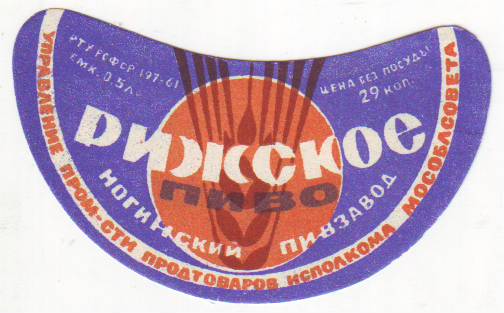 РТУ РСФСР 197-61
ЕМК. 0.5 л.
ЦЕНА БЕЗ ПОСУДЫ
29 коп.
РИЖСКОЕ
ПИВО
НОГИНСКИЙ ПИВЗАВОД
УПРАВЛЕНИЕ ПРОМ-СТИ ПРОДТОВАРОВ ИСПОЛКОМА МОСОБЛСОВЕТА